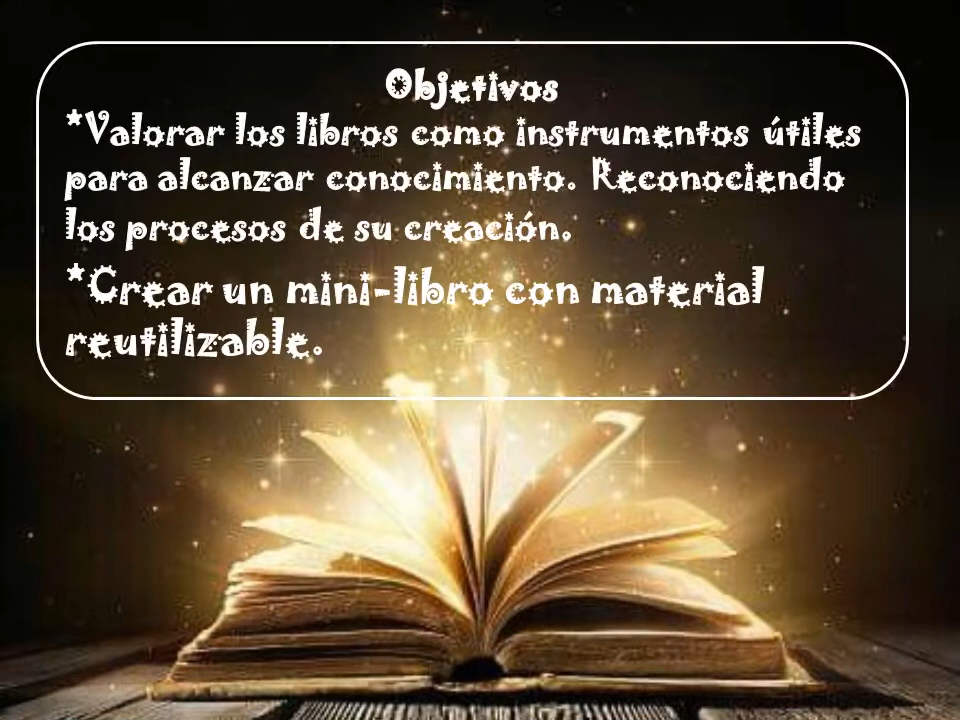 Objetivos
*Valorar los libros como instrumentos útiles
para alcanzar conocimiento. Reconociendo
los procesos de su creación.
*Crear un mini-libro con material
reutilizable.